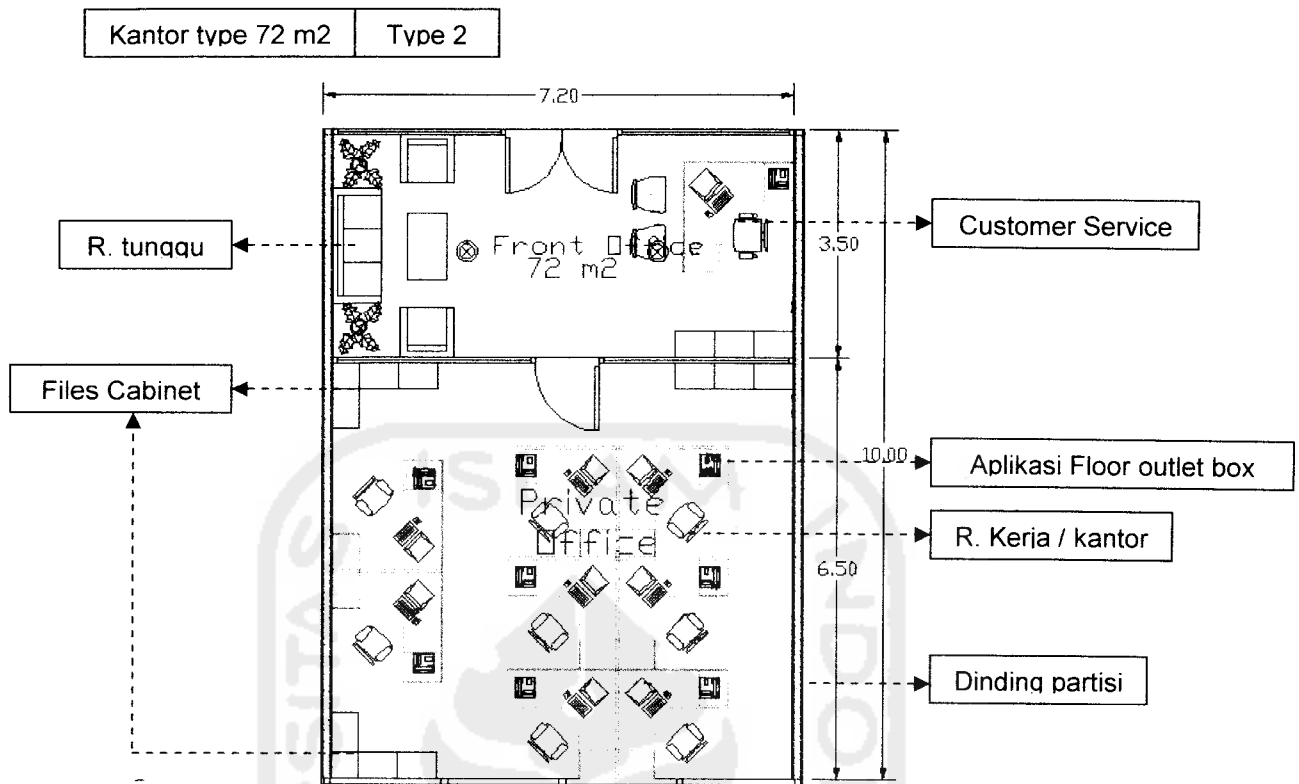 Kantor type 72 m2 Type 2
7.20
R. tunggu
Front Office
72 m2
3.50
Customer Service
Files Cabinet
10.00
Aplikasi Floor outlet box
Private
Office
R. Kerja / kantor
6.50
Dinding partisi